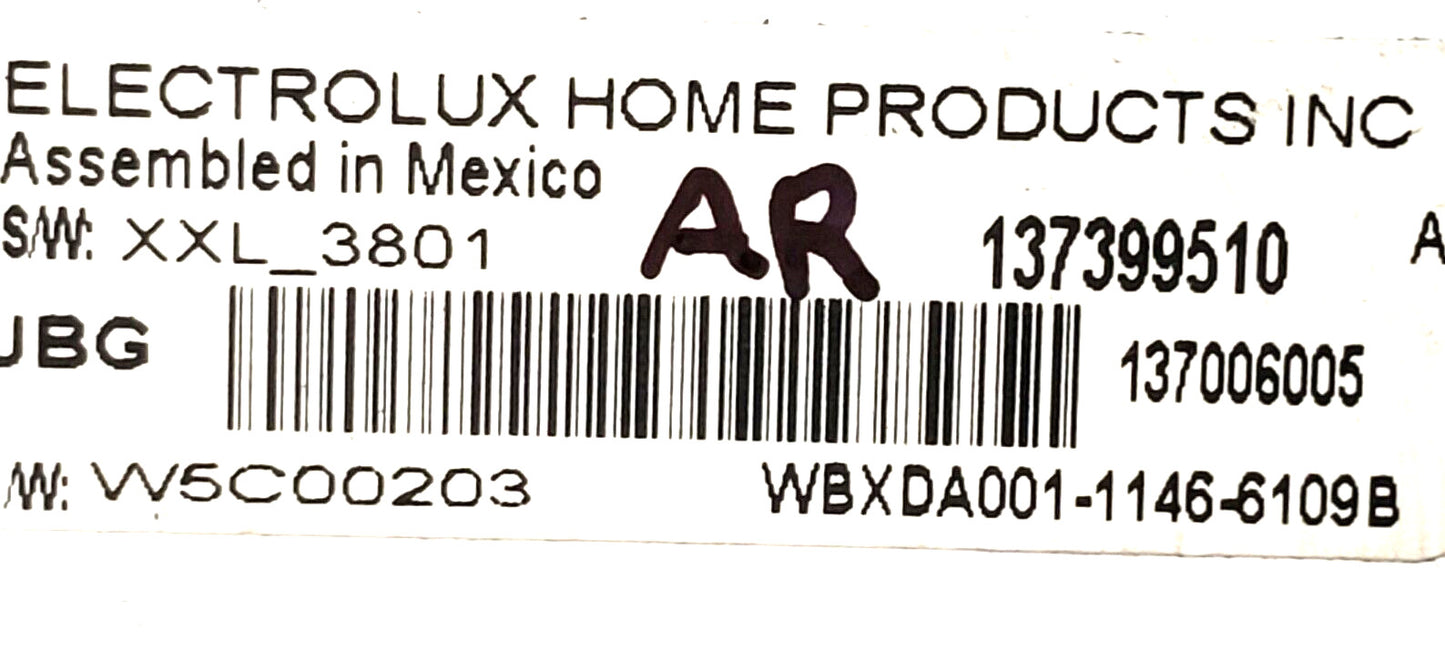 ELECTROLUX HOME PRODUCTS INC
Assembled in Mexico
S/W: XXL_3801 AR 137399510 A
JBG 137006005
/W: W5C00203 WBXDA001-1146-6109B